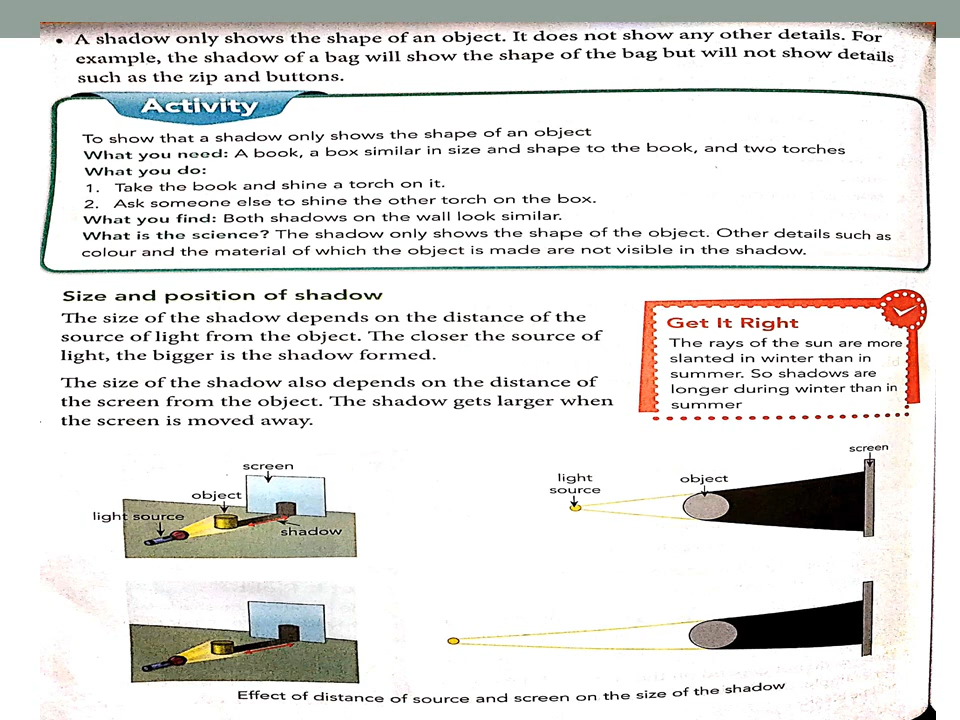 • A shadow only shows the shape of an object. It does not show any other details. For
example, the shadow of a bag will show the shape of the bag but will not show details
such as the zip and buttons.
Activity
To show that a shadow only shows the shape of an object
What you need: A book, a box similar in size and shape to the book, and two torches
What you do:
1. Take the book and shine a torch on it.
2. Ask someone else to shine the other torch on the box.
What you find: Both shadows on the wall look similar.
What is the science? The shadow only shows the shape of the object. Other details such as
colour and the material of which the object is made are not visible in the shadow.
Size and position of shadow
The size of the shadow depends on the distance of the
source of light from the object. The closer the source of
light, the bigger is the shadow formed.
The size of the shadow also depends on the distance of
the screen from the object. The shadow gets larger when
the screen is moved away.
Get It Right
The rays of the sun are more
slanted in winter than in
summer. So shadows are
longer during winter than in
summer
screen
object
light source
shadow
screen
light
source
object
Effect of distance of source and screen on the size of the shadow